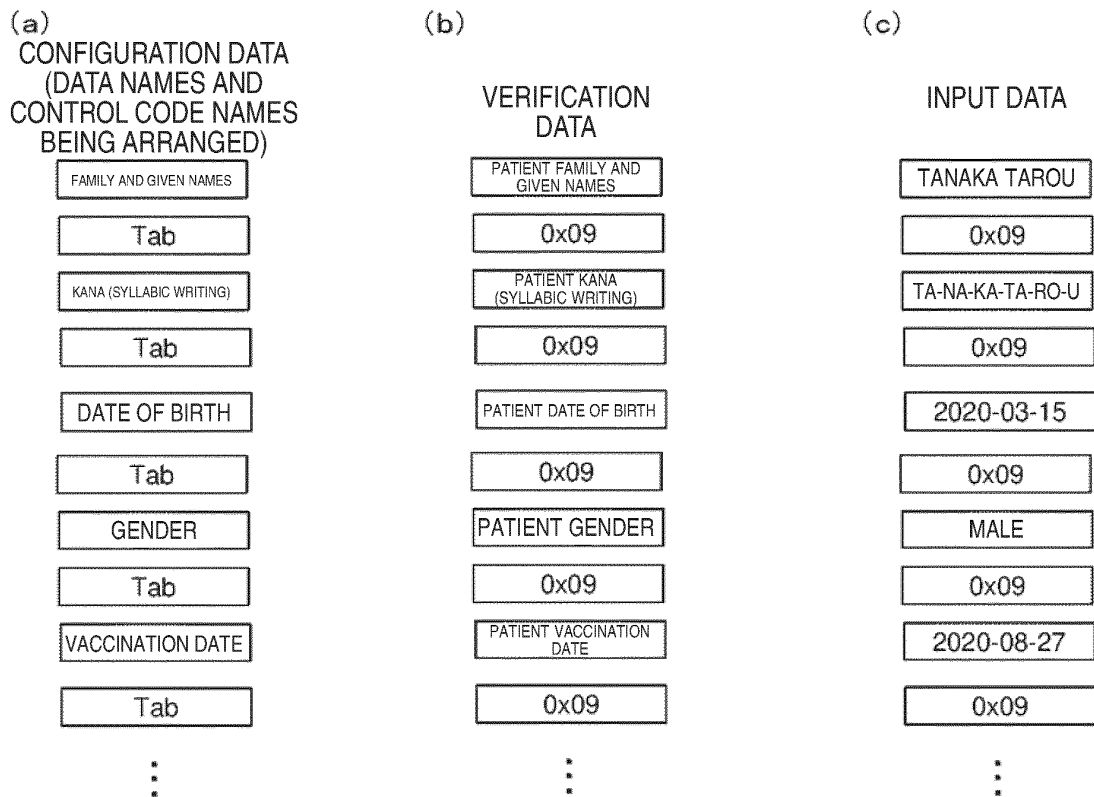 (a)
CONFIGURATION DATA
(DATA NAMES AND
CONTROL CODE NAMES
BEING ARRANGED)
FAMILY AND GIVEN NAMES
Tab
KANA (SYLLABIC WRITING)
Tab
DATE OF BIRTH
Tab
GENDER
Tab
VACCINATION DATE
Tab
(b)
VERIFICATION
DATA
PATIENT FAMILY AND
GIVEN NAMES
0x09
PATIENT KANA
(SYLLABIC WRITING)
0x09
PATIENT DATE OF BIRTH
0x09
PATIENT GENDER
0x09
PATIENT VACCINATION
DATE
0x09
(c)
INPUT DATA
TANAKA TAROU
0x09
TA-NA-KA-TA-RO-U
0x09
2020-03-15
0x09
MALE
0x09
2020-08-27
0x09